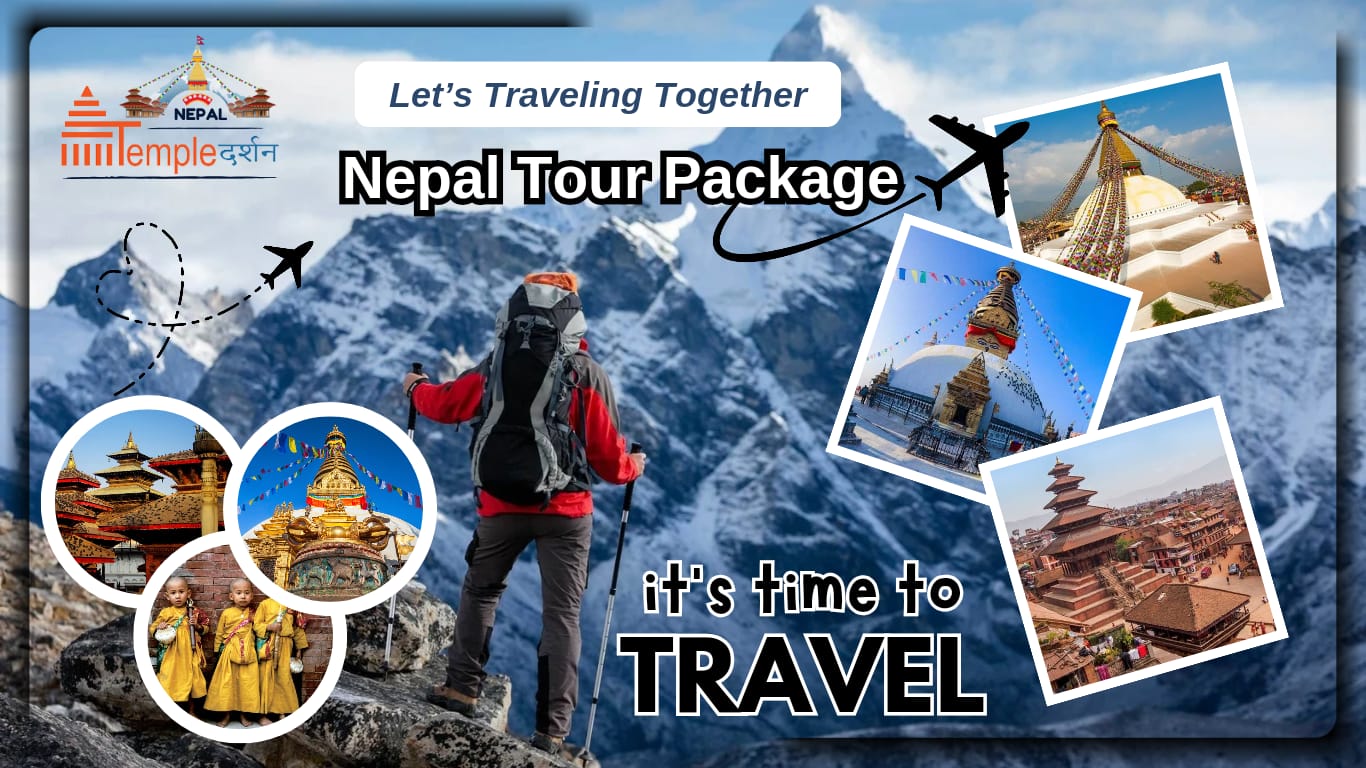 NEPAL
Templeदर्शन
Let’s Traveling Together
Nepal Tour Package
it's time to
TRAVEL